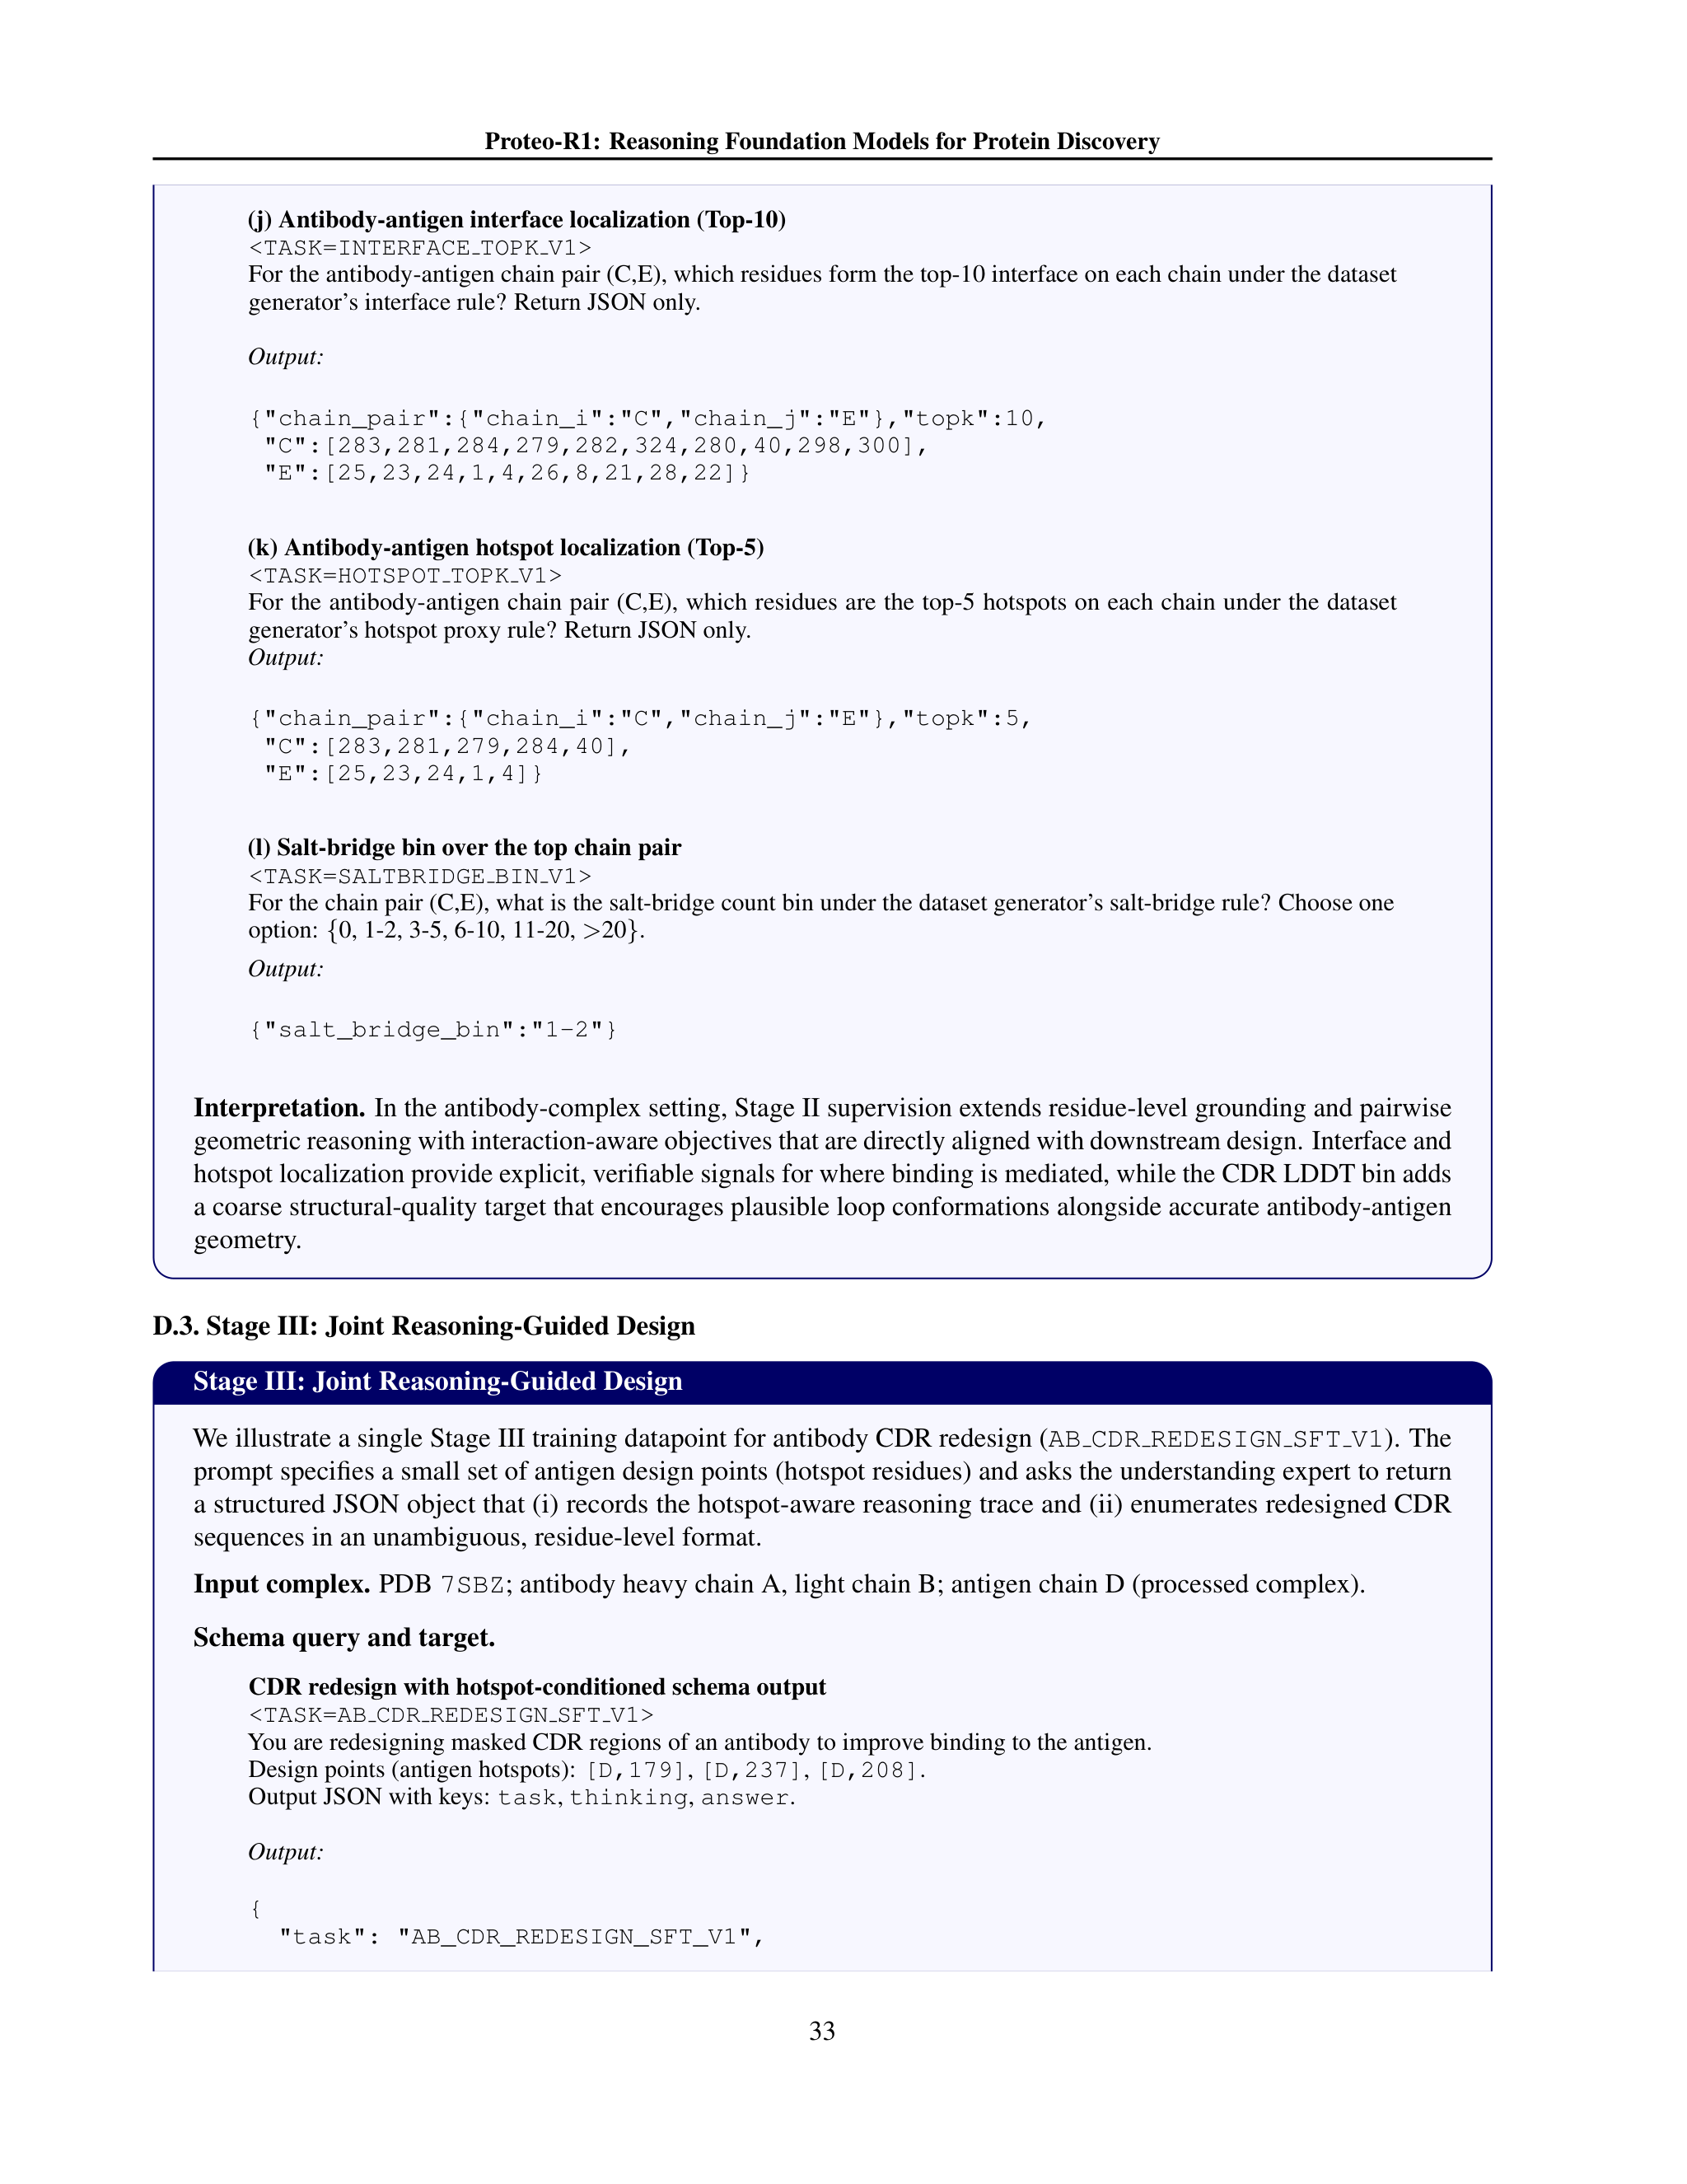 Proteo-R1: Reasoning Foundation Models for Protein Discovery
(j) Antibody-antigen interface localization (Top-10)
<TASK=INTERFACE_TOPK_V1>
For the antibody-antigen chain pair (C,E), which residues form the top-10 interface on each chain under the dataset
generator's interface rule? Return JSON only.
Output:
{"chain_pair":{"chain_i":"C","chain_j":"E"},"topk":10,
"C":[283,281,284,279,282,324,280,40,298,300],
"E":[25,23,24,1,4,26,8,21,28,22]}
(k) Antibody-antigen hotspot localization (Top-5)
<TASK=HOTSPOT_TOPK_V1>
For the antibody-antigen chain pair (C,E), which residues are the top-5 hotspots on each chain under the dataset
generator's hotspot proxy rule? Return JSON only.
Output:
{"chain_pair":{"chain_i":"C","chain_j":"E"},"topk":5,
"C":[283,281,279,284,40],
"E":[25,23,24,1,4]}
(l) Salt-bridge bin over the top chain pair
<TASK=SALTBRIDGE_BIN_V1>
For the chain pair (C,E), what is the salt-bridge count bin under the dataset generator's salt-bridge rule? Choose one
option: {0, 1-2, 3-5, 6-10, 11-20, >20}.
Output:
{"salt_bridge_bin":"1-2"}
Interpretation. In the antibody-complex setting, Stage II supervision extends residue-level grounding and pairwise
geometric reasoning with interaction-aware objectives that are directly aligned with downstream design. Interface and
hotspot localization provide explicit, verifiable signals for where binding is mediated, while the CDR LDDT bin adds
a coarse structural-quality target that encourages plausible loop conformations alongside accurate antibody-antigen
geometry.
D.3. Stage III: Joint Reasoning-Guided Design
Stage III: Joint Reasoning-Guided Design
We illustrate a single Stage III training datapoint for antibody CDR redesign (AB_CDR_REDESIGN_SFT_V1). The
prompt specifies a small set of antigen design points (hotspot residues) and asks the understanding expert to return
a structured JSON object that (i) records the hotspot-aware reasoning trace and (ii) enumerates redesigned CDR
sequences in an unambiguous, residue-level format.
Input complex. PDB 7SBZ; antibody heavy chain A, light chain B; antigen chain D (processed complex).
Schema query and target.
CDR redesign with hotspot-conditioned schema output
<TASK=AB_CDR_REDESIGN_SFT_V1>
You are redesigning masked CDR regions of an antibody to improve binding to the antigen.
Design points (antigen hotspots): [D,179], [D,237], [D,208].
Output JSON with keys: task, thinking, answer.
Output:
{
"task": "AB_CDR_REDESIGN_SFT_V1",
33